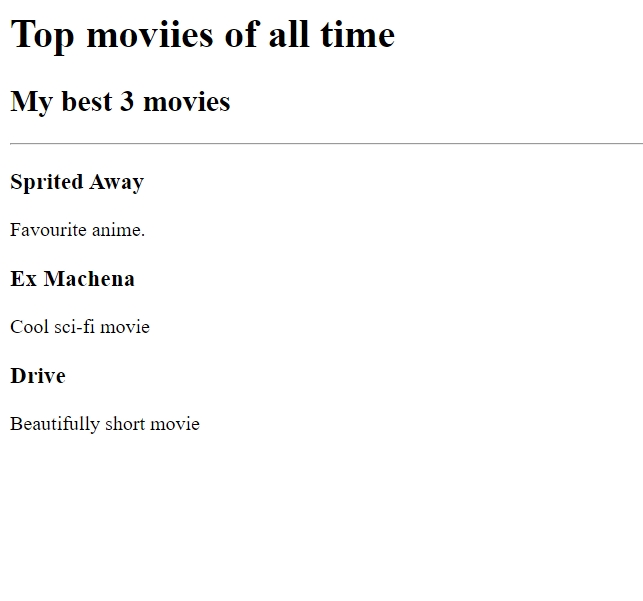 Top moviies of all time
My best 3 movies
Sprited Away
Favourite anime.
Ex Machena
Cool sci-fi movie
Drive
Beautifully short movie